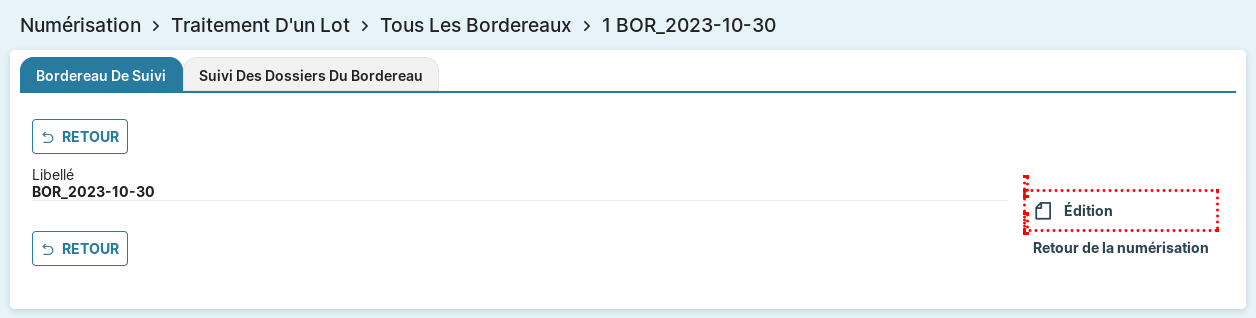 Numérisation > Traitement D'un Lot > Tous Les Bordereaux > 1 BOR_2023-10-30
Bordereau De Suivi Suivi Des Dossiers Du Bordereau
RETOUR
Libellé
BOR_2023-10-30
Édition
RETOUR
Retour de la numérisation